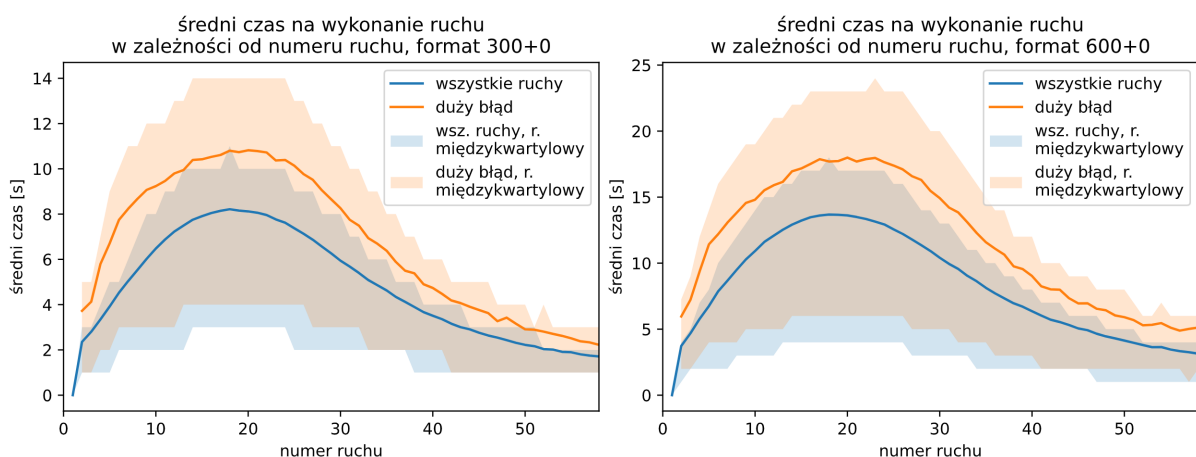 średni czas na wykonanie ruchu
w zależności od numeru ruchu, format 300+0
średni czas [s]
14
12
10
8
6
4
2
0
wszystkie ruchy
duży błąd
wsz. ruchy, r.
międzykwartylowy
duży błąd, r.
międzykwartylowy
0 10 20 30 40 50
numer ruchu
średni czas na wykonanie ruchu
w zależności od numeru ruchu, format 600+0
średni czas [s]
25
20
15
10
5
0
wszystkie ruchy
duży błąd
wsz. ruchy, r.
międzykwartylowy
duży błąd, r.
międzykwartylowy
0 10 20 30 40 50
numer ruchu